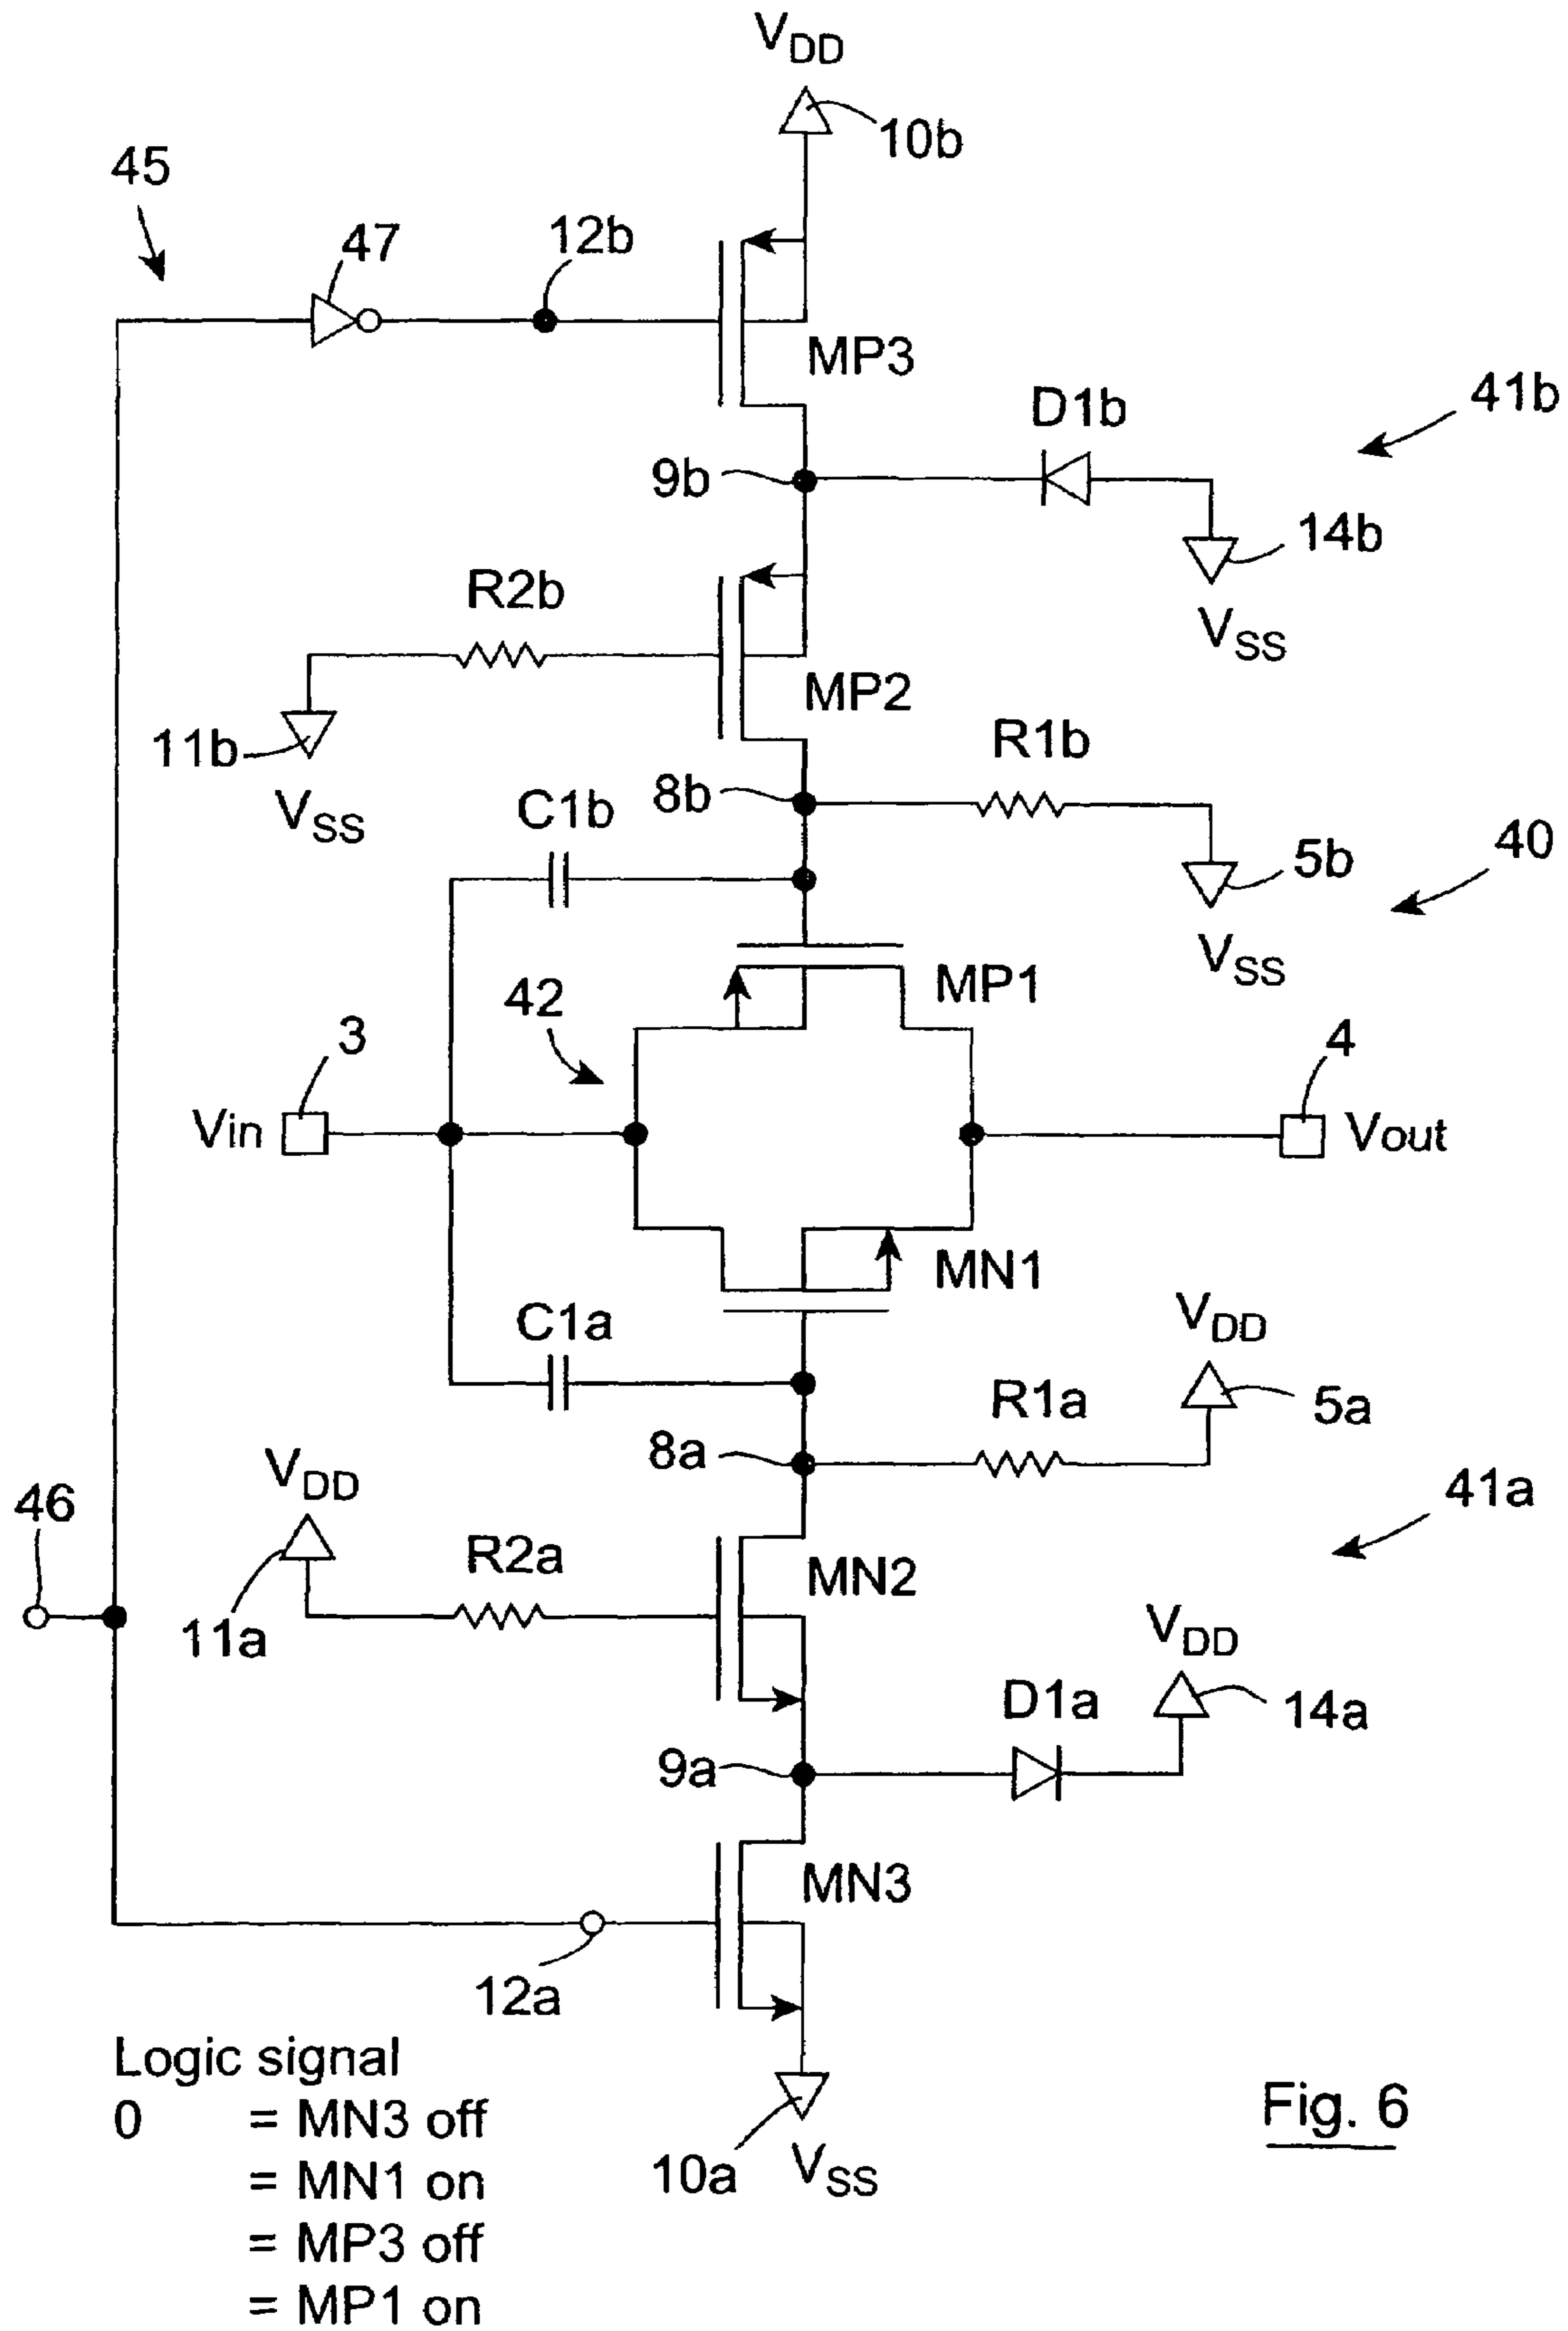 VDD
10b
45
47
12b
MP3
D1b
41b
9b
14b
VSS
R2b
MP2
11b
VSS
R1b
8b
C1b
5b
40
VSS
MP1
42
3
4
Vin
Vout
MN1
C1a
VDD
R1a
5a
8a
VDD
46
41a
R2a
MN2
11a
VDD
D1a
14a
9a
MN3
12a
Logic signal
0 = MN3 off
= MN1 on
= MP3 off
= MP1 on
10a
VSS
Fig. 6